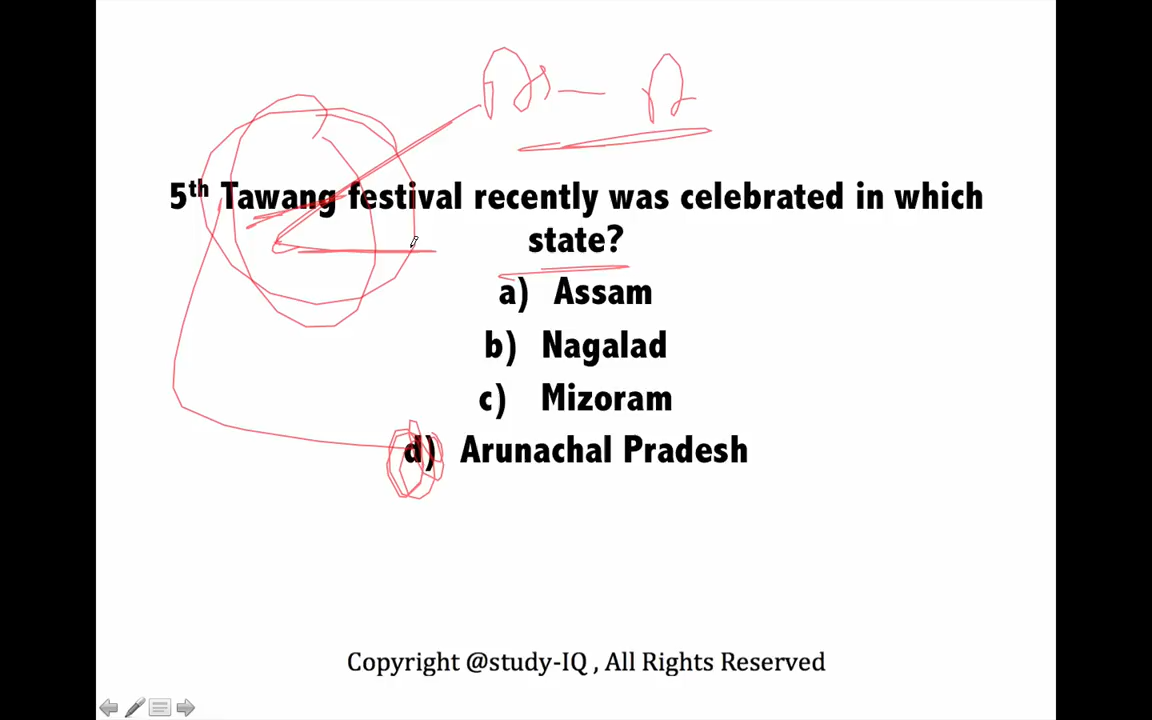 5th Tawang festival recently was celebrated in which
state?
a) Assam
b) Nagalad
c) Mizoram
d) Arunachal Pradesh
Copyright @study-IQ , All Rights Reserved